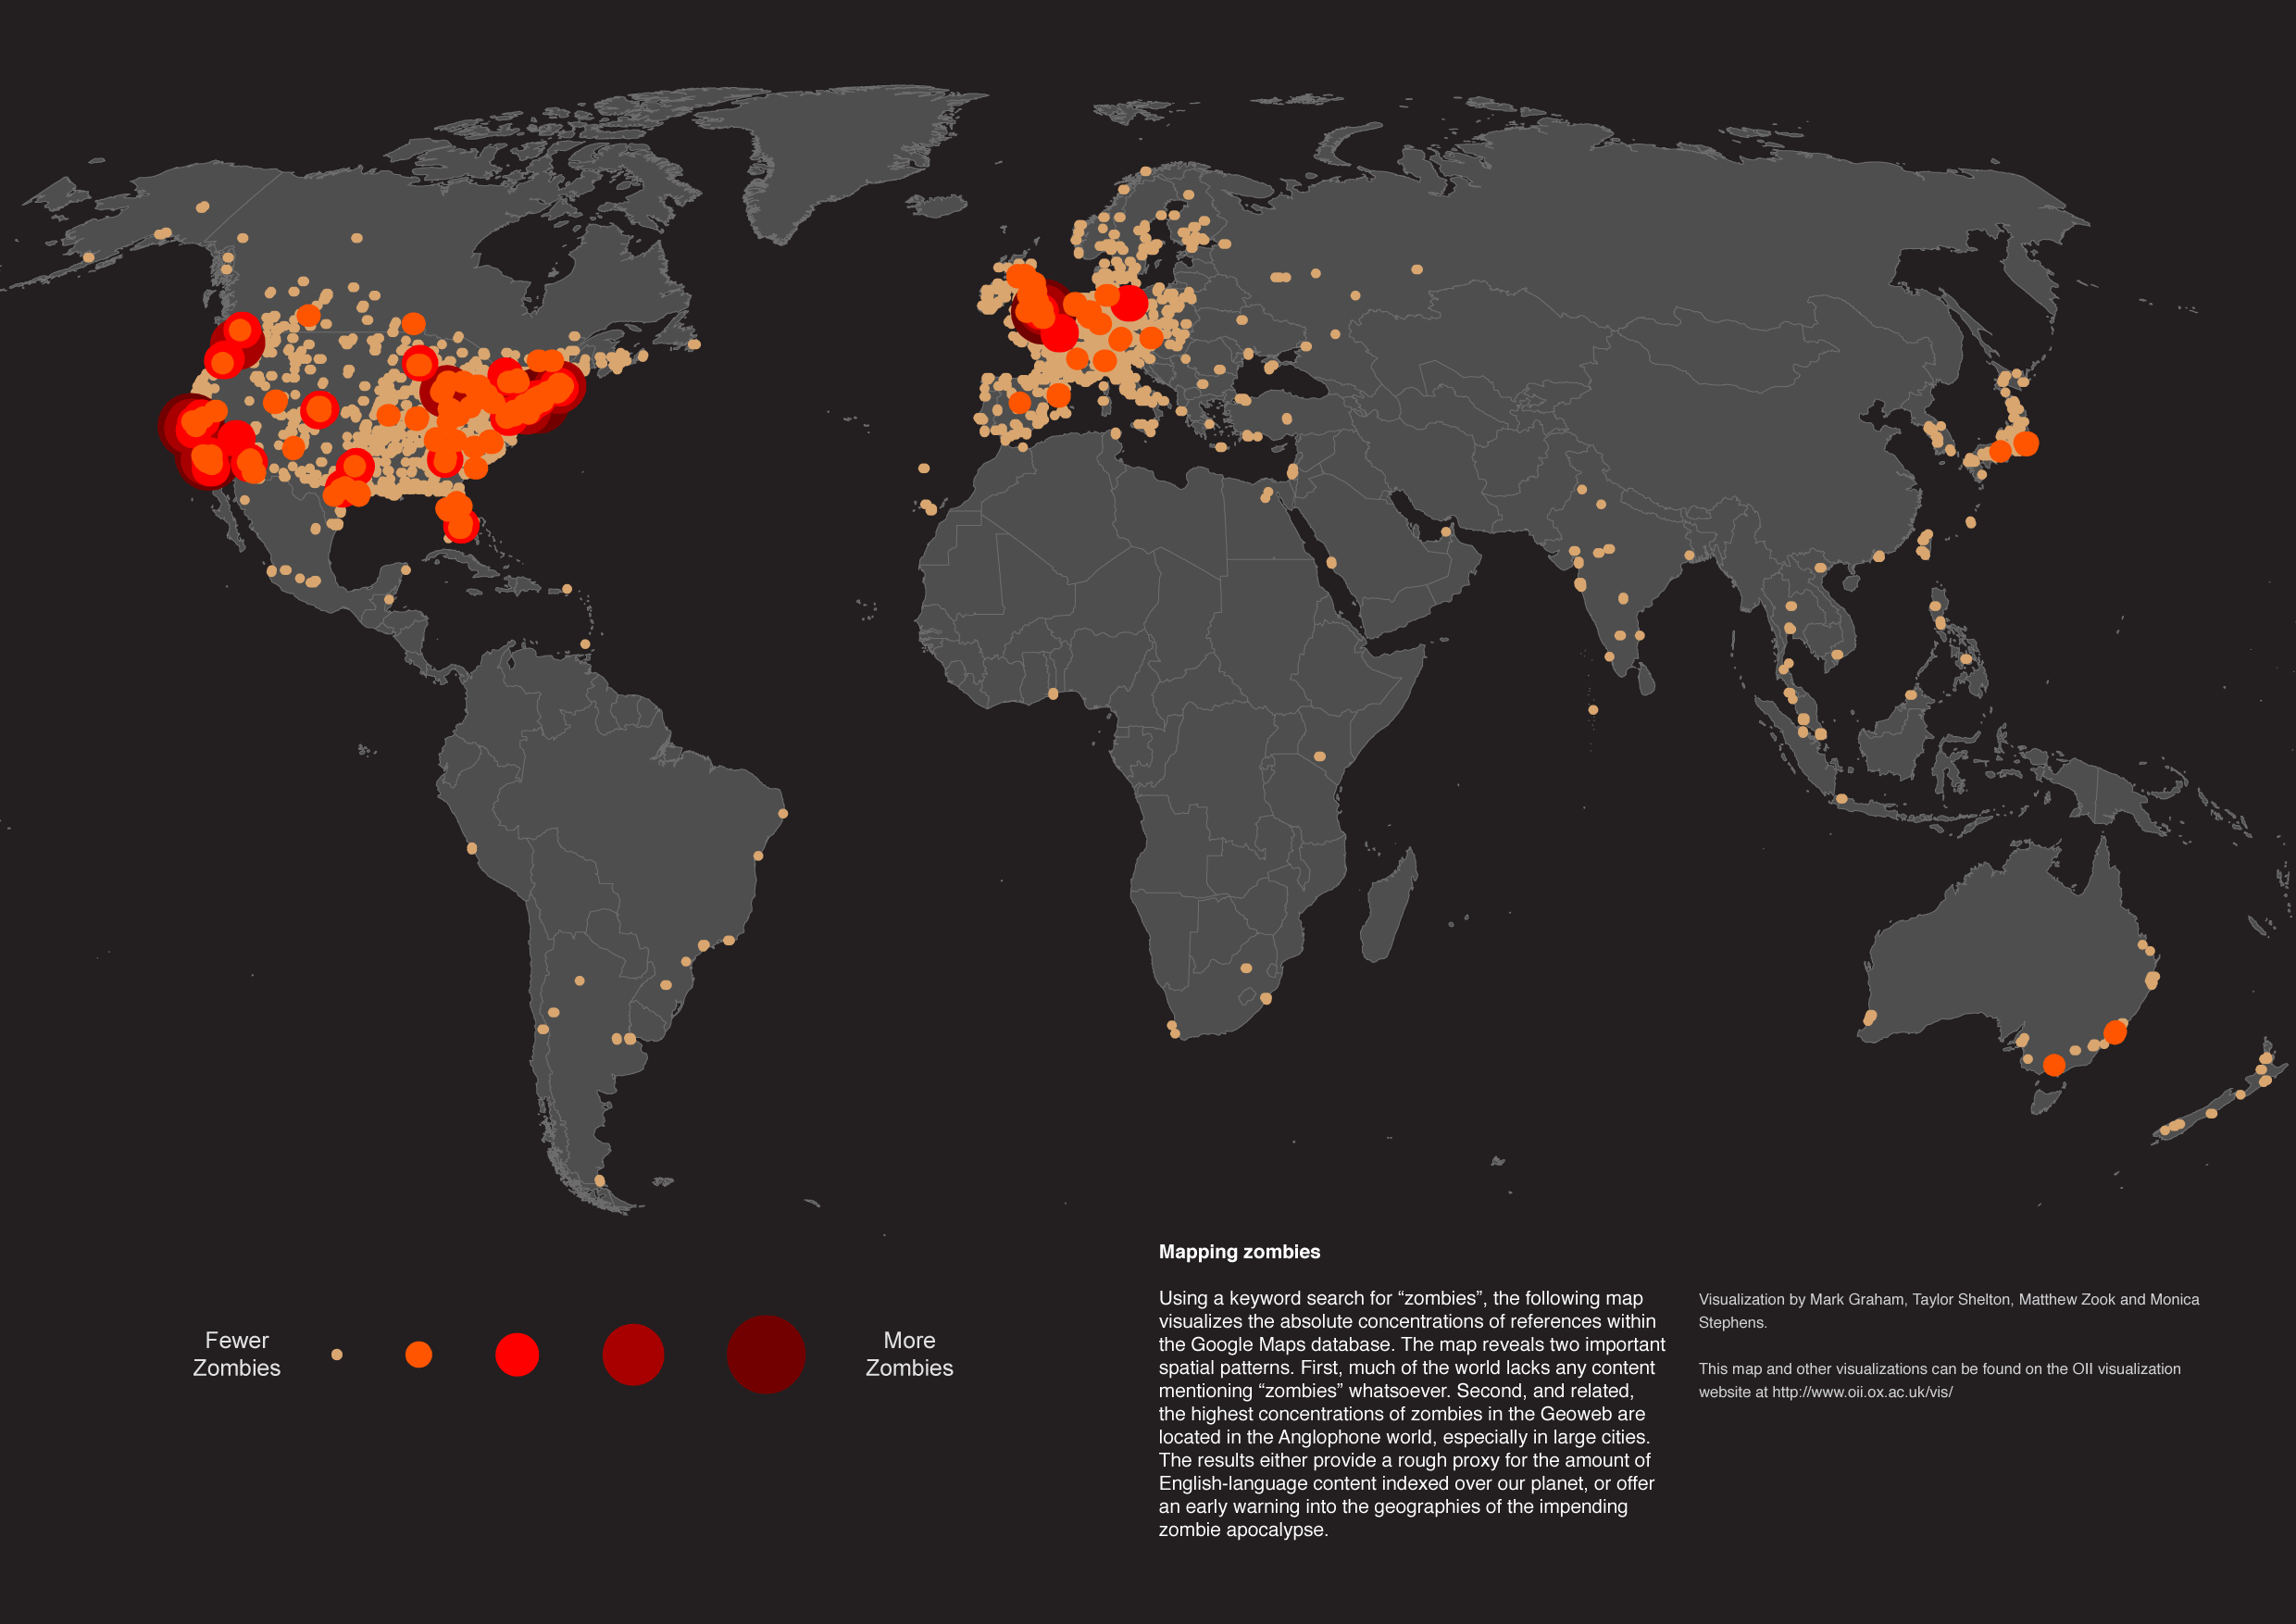 Mapping zombies
Using a keyword search for “zombies”, the following map
visualizes the absolute concentrations of references within
the Google Maps database. The map reveals two important
spatial patterns. First, much of the world lacks any content
mentioning “zombies” whatsoever. Second, and related,
the highest concentrations of zombies in the Geoweb are
located in the Anglophone world, especially in large cities.
The results either provide a rough proxy for the amount of
English-language content indexed over our planet, or offer
an early warning into the geographies of the impending
zombie apocalypse.
Visualization by Mark Graham, Taylor Shelton, Matthew Zook and Monica
Stephens.
This map and other visualizations can be found on the OII visualization
website at http://www.oii.ox.ac.uk/vis/
Fewer
Zombies
More
Zombies